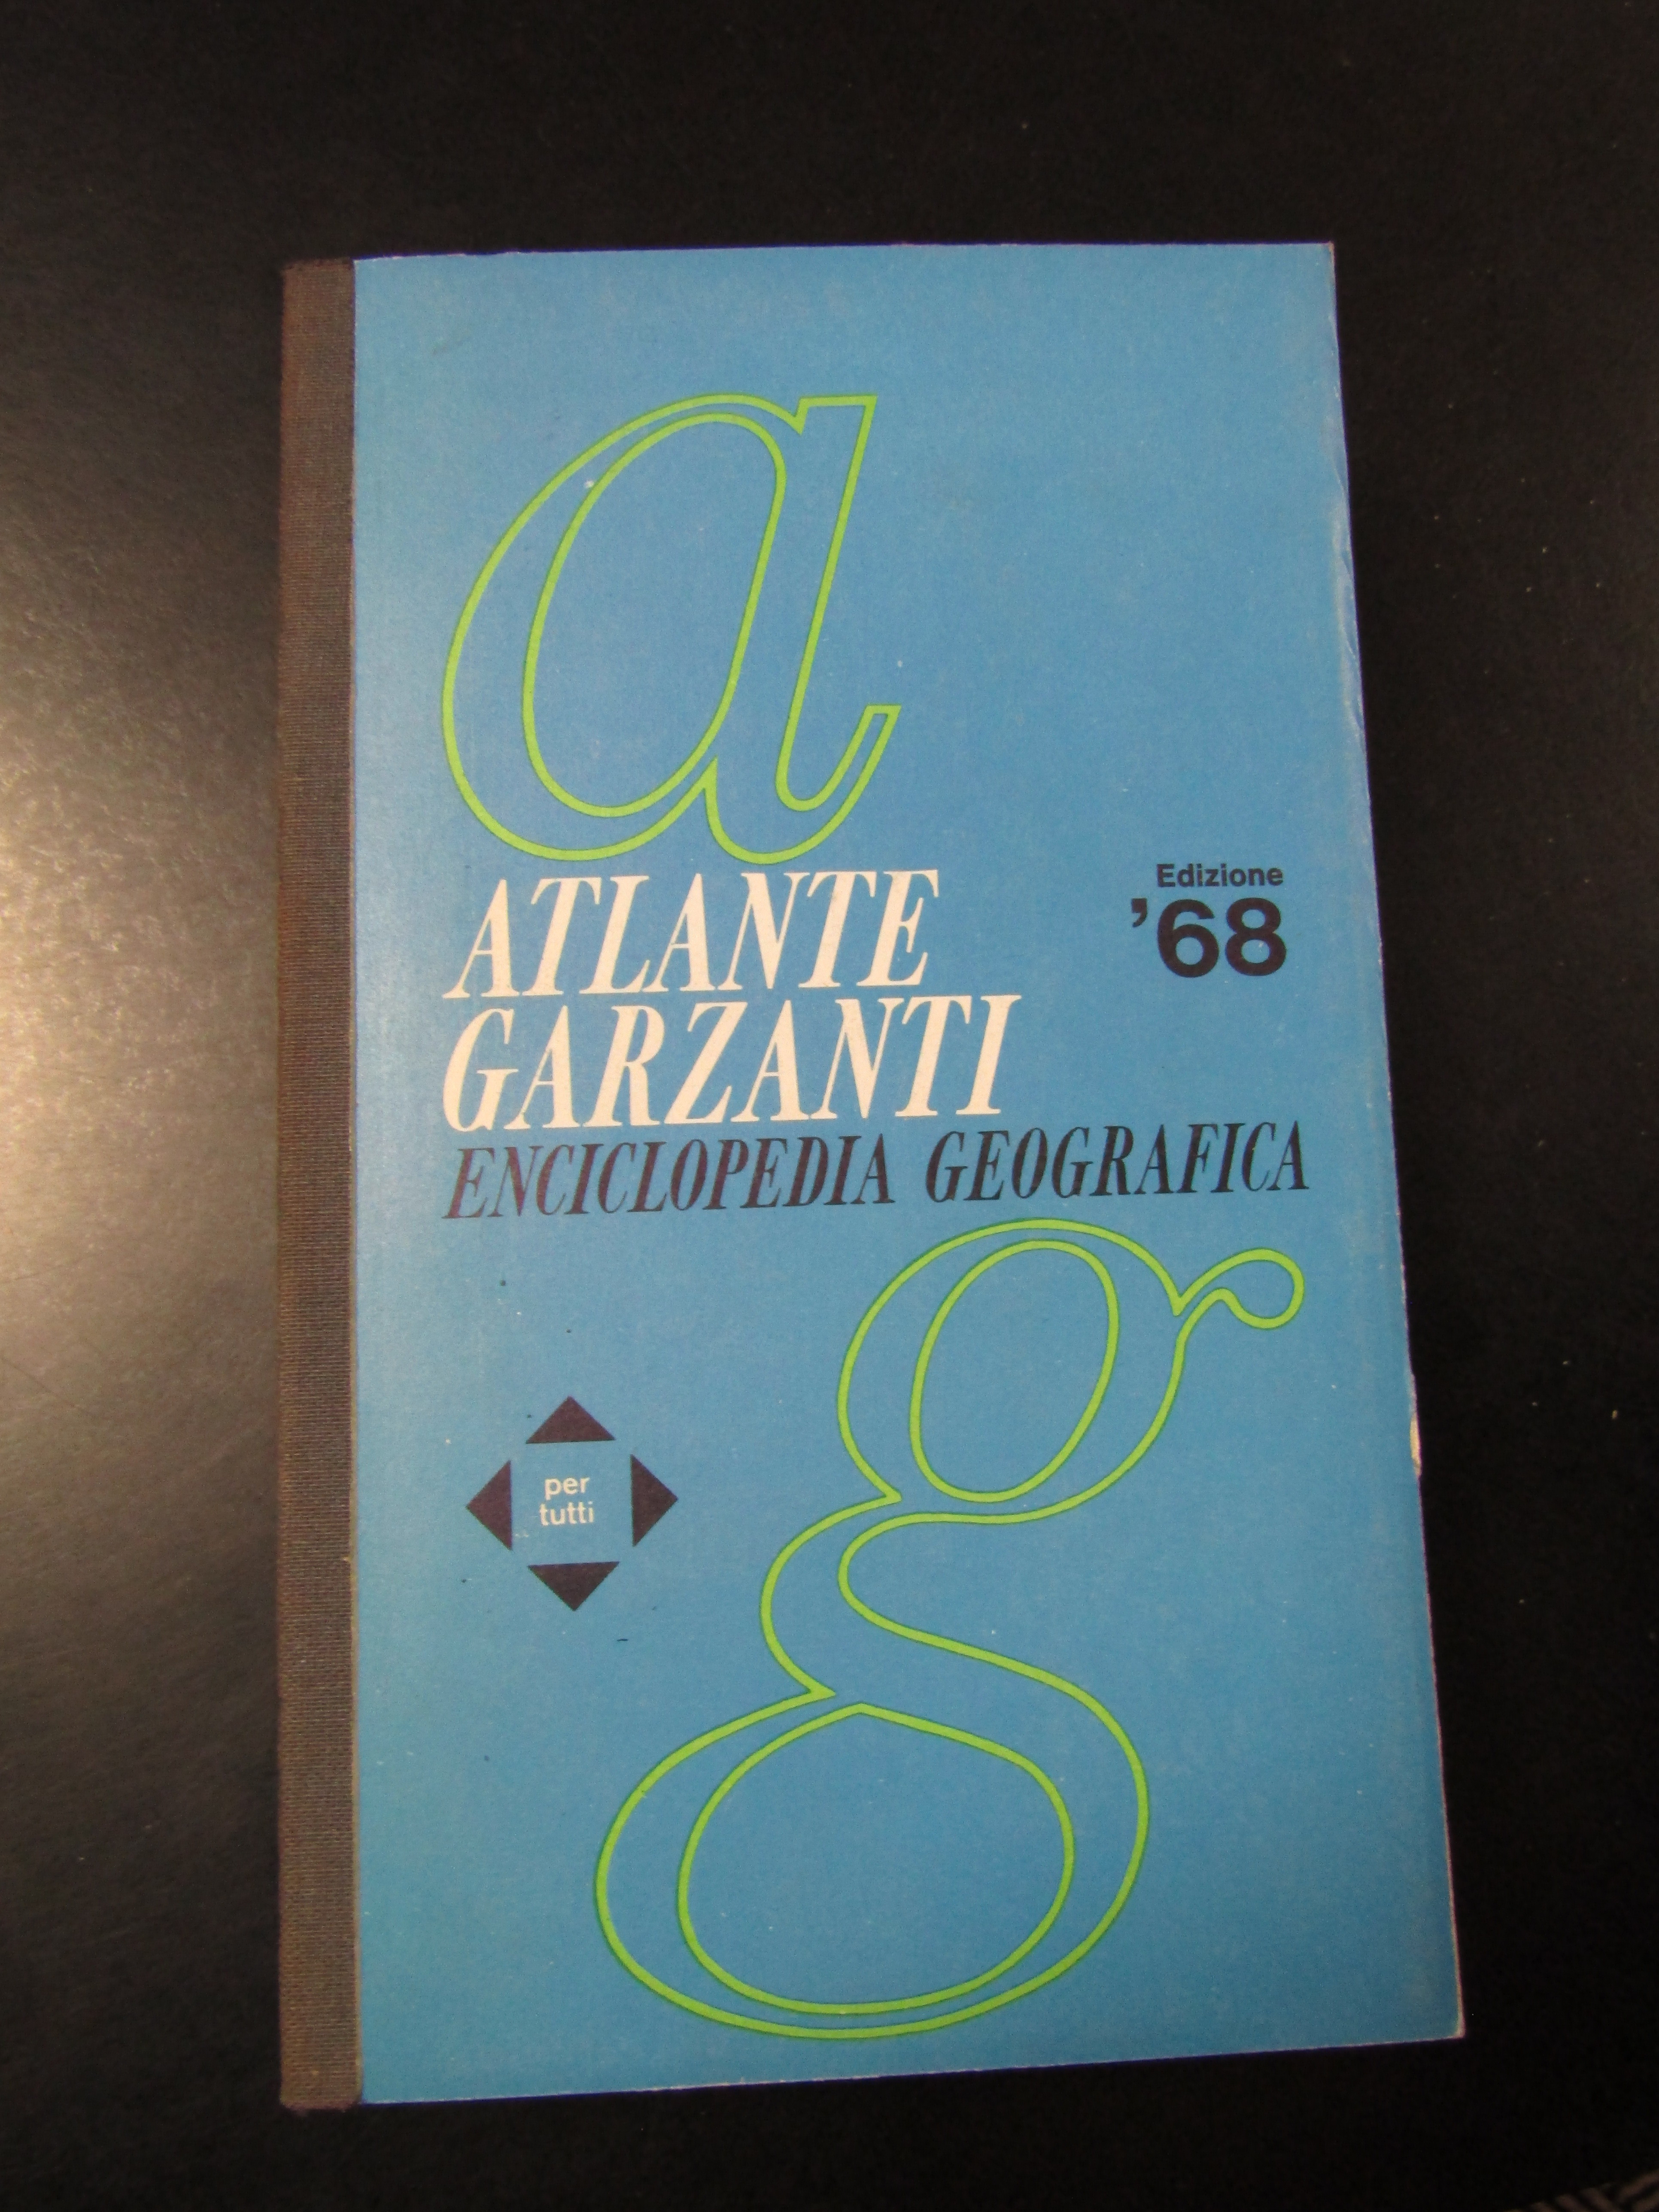 a
ATLANTE
GARZANTI
Edizione
’68
ENCICLOPEDIA GEOGRAFICA
g
per
tutti